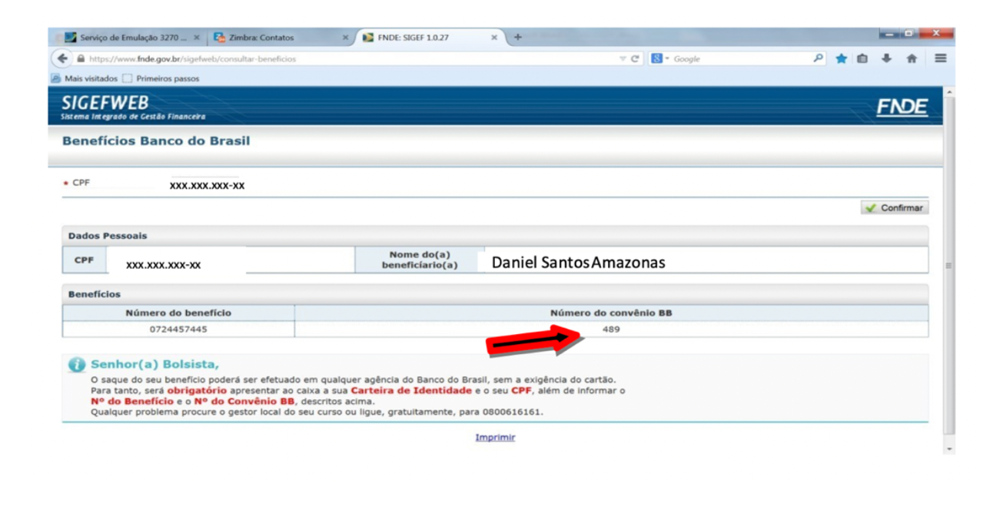 Serviço de Emulação 3270 ... × Zimbra: Contatos × FNDE: SIGEF 1.0.27 × +
https://www.fnde.gov.br/sigefweb/consultar-beneficios Google
Mais visitados Primeiros passos
SIGEFWEB FNDE
Sistema Integrado de Gestão Financeira
Benefícios Banco do Brasil
* CPF xxx.xxx.xxx-xx
Confirmar
Dados Pessoais
CPF xxx.xxx.xxx-xx Nome do(a) beneficíario(a) Daniel Santos Amazonas
Benefícios
Número do benefício Número do convênio BB
0724457445 489
Senhor(a) Bolsista,
O saque do seu benefício poderá ser efetuado em qualquer agência do Banco do Brasil, sem a exigência do cartão.
Para tanto, será obrigatório apresentar ao caixa a sua Carteira de Identidade e o seu CPF, além de informar o
Nº do Benefício e o Nº do Convênio BB, descritos acima.
Qualquer problema procure o gestor local do seu curso ou ligue, gratuitamente, para 0800616161.
Imprimir